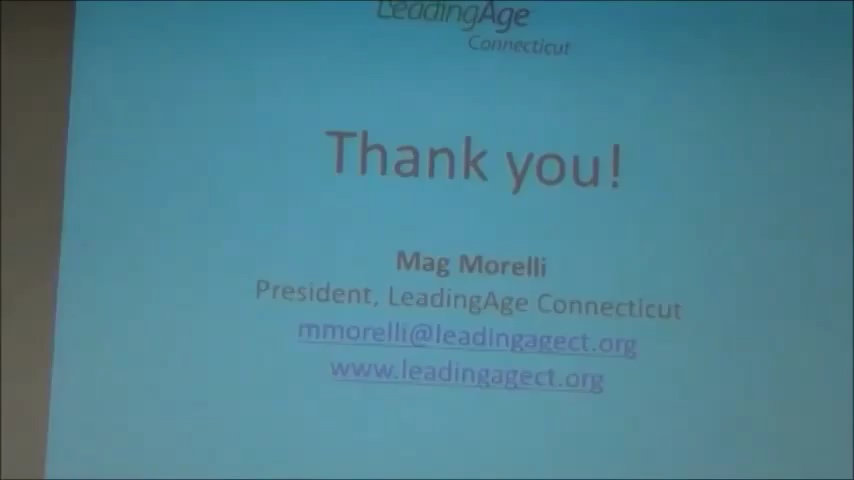 LeadingAge
Connecticut
Thank you!
Mag Morelli
President, LeadingAge Connecticut
mmorelli@leadingagect.org
www.leadingagect.org